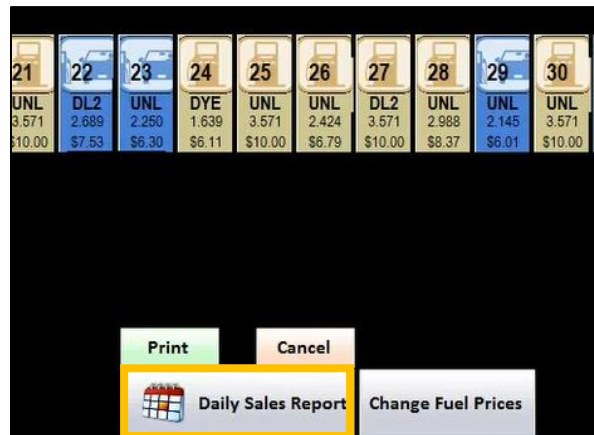 21 22 23 24 25 26 27 28 29 30
UNL DL2 UNL DYE UNL UNL DL2 UNL UNL UNL
3.571 2.689 2.250 1.639 3.571 2.424 3.571 2.988 2.145 3.571
$10.00 $7.53 $6.30 $6.11 $10.00 $6.79 $10.00 $8.37 $6.01 $10.00
Print Cancel
Daily Sales Report Change Fuel Prices